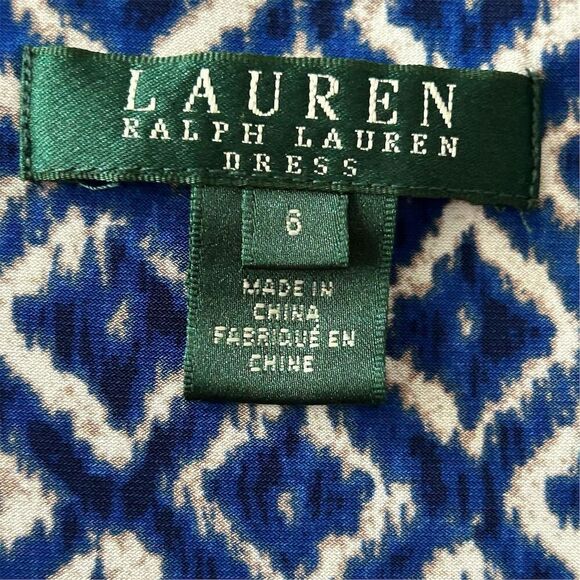 LAUREN
RALPH LAUREN
DRESS
6
MADE IN
CHINA
FABRIQUÉ EN
CHINE